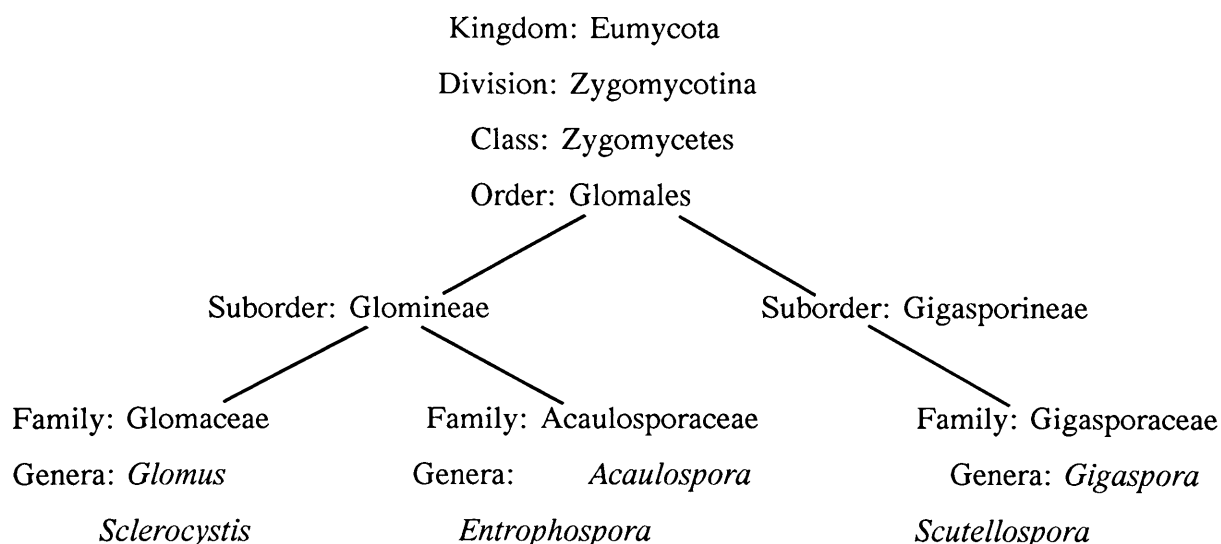 Kingdom: Eumycota
Division: Zygomycotina
Class: Zygomycetes
Order: Glomales
Suborder: Glomineae Suborder: Gigasporineae
Family: Glomaceae Family: Acaulosporaceae Family: Gigasporaceae
Genera: Glomus Genera: Acaulospora Genera: Gigaspora
Sclerocystis Entrophospora Scutellospora